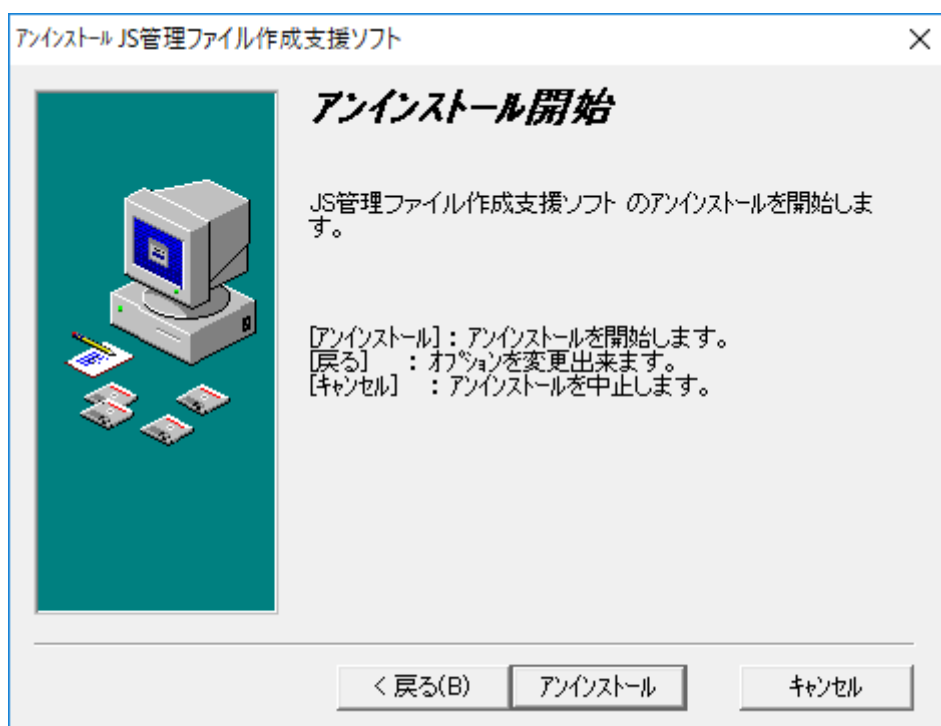 ｱﾝｲﾝｽﾄｰﾙ JS管理ファイル作成支援ソフト
アンインストール開始
JS管理ファイル作成支援ソフト のｱﾝｲﾝｽﾄｰﾙを開始しま
す。
[ｱﾝｲﾝｽﾄｰﾙ]：ｱﾝｲﾝｽﾄｰﾙを開始します。
[戻る]　：ｵﾌﾟｼｮﾝを変更出来ます。
[ｷｬﾝｾﾙ]　：ｱﾝｲﾝｽﾄｰﾙを中止します。
< 戻る(B)
ｱﾝｲﾝｽﾄｰﾙ
ｷｬﾝｾﾙ